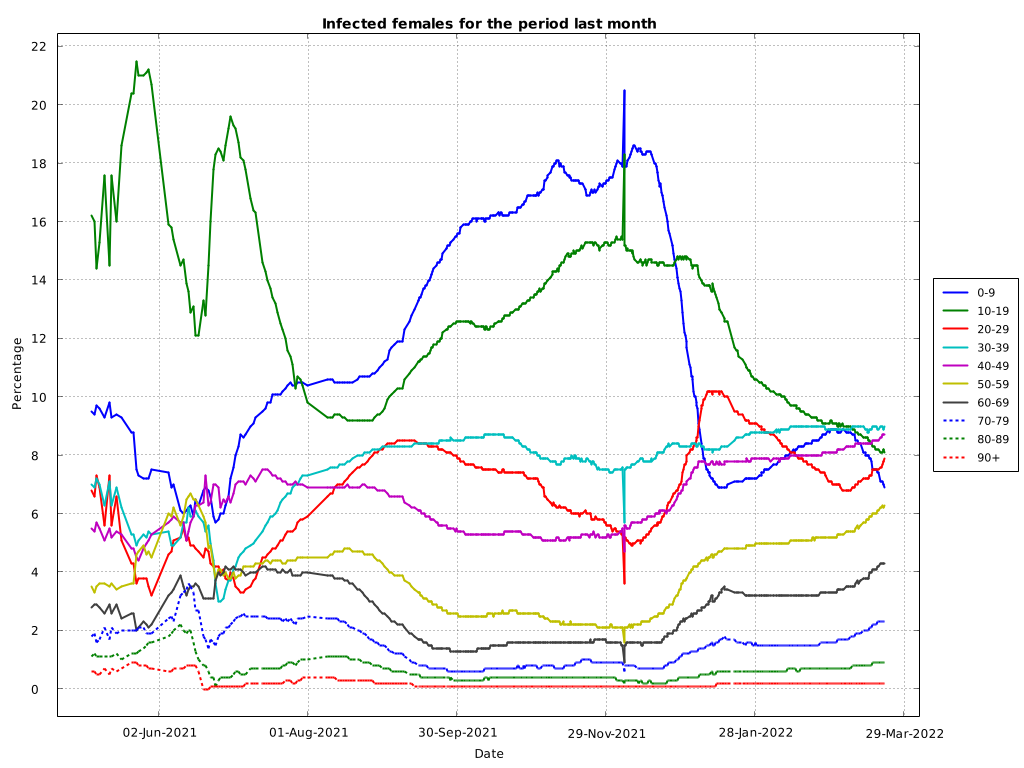 Infected females for the period last month
Percentage
22
20
18
16
14
12
10
8
6
4
2
0
02-Jun-2021
01-Aug-2021
30-Sep-2021
29-Nov-2021
28-Jan-2022
29-Mar-2022
Date
0-9
10-19
20-29
30-39
40-49
50-59
60-69
70-79
80-89
90+